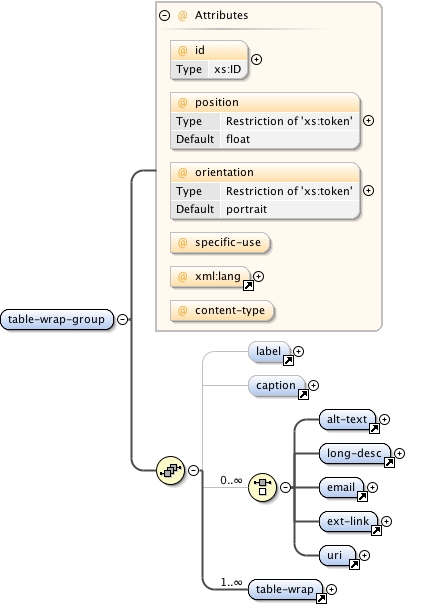 Attributes
@ id
Type xs:ID
@ position
Type Restriction of 'xs:token'
Default float
@ orientation
Type Restriction of 'xs:token'
Default portrait
@ specific-use
@ xml:lang
@ content-type
table-wrap-group
label
caption
0..∞
alt-text
long-desc
email
ext-link
uri
1..∞
table-wrap